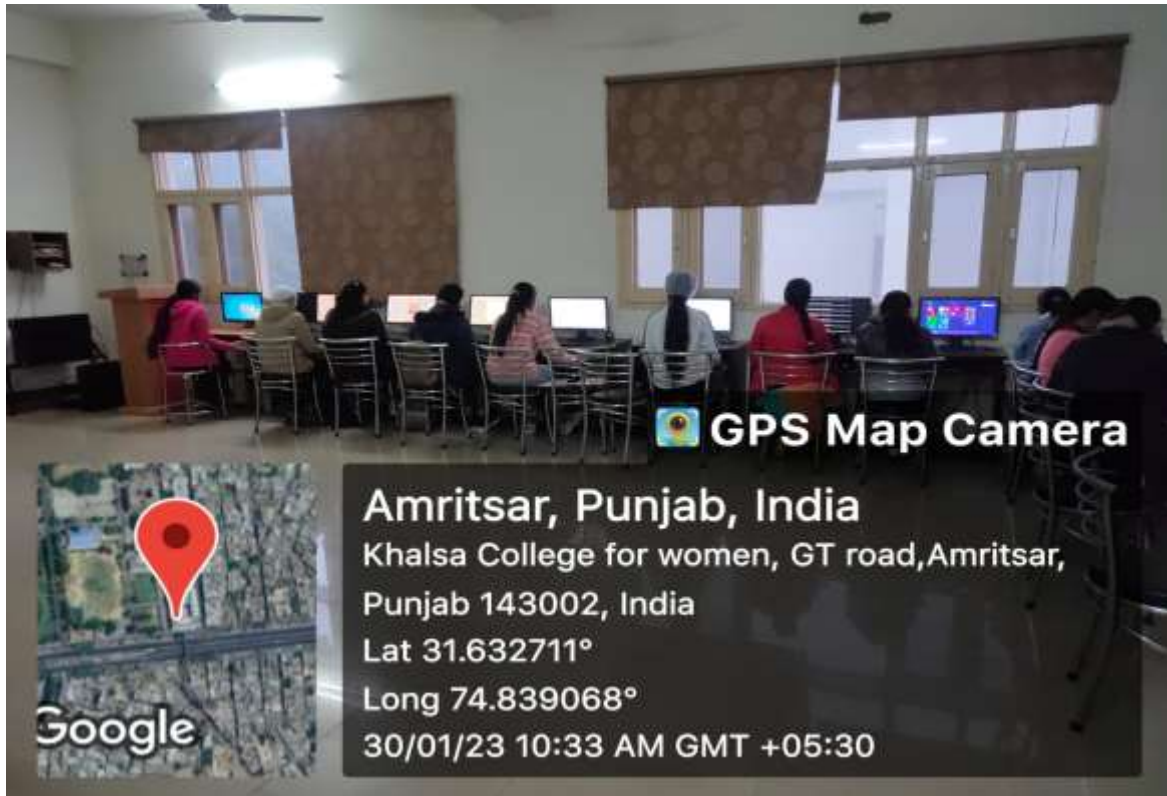 GPS Map Camera
Amritsar, Punjab, India
Khalsa College for women, GT road,Amritsar,
Punjab 143002, India
Lat 31.632711°
Long 74.839068°
30/01/23 10:33 AM GMT +05:30
Google